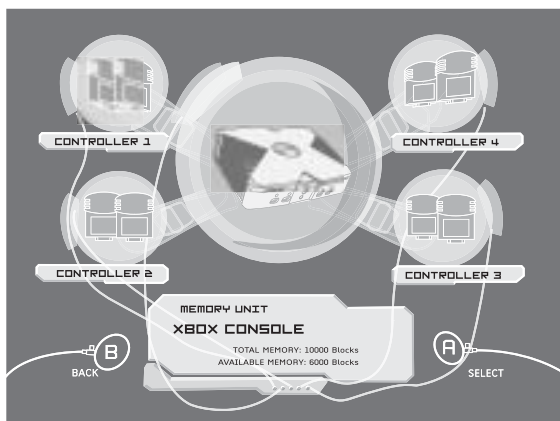 CONTROLLER 1
CONTROLLER 4
CONTROLLER 2
CONTROLLER 3
MEMORY UNIT
XBOX CONSOLE
TOTAL MEMORY: 10000 Blocks
AVAILABLE MEMORY: 6000 Blocks
B
BACK
A
SELECT